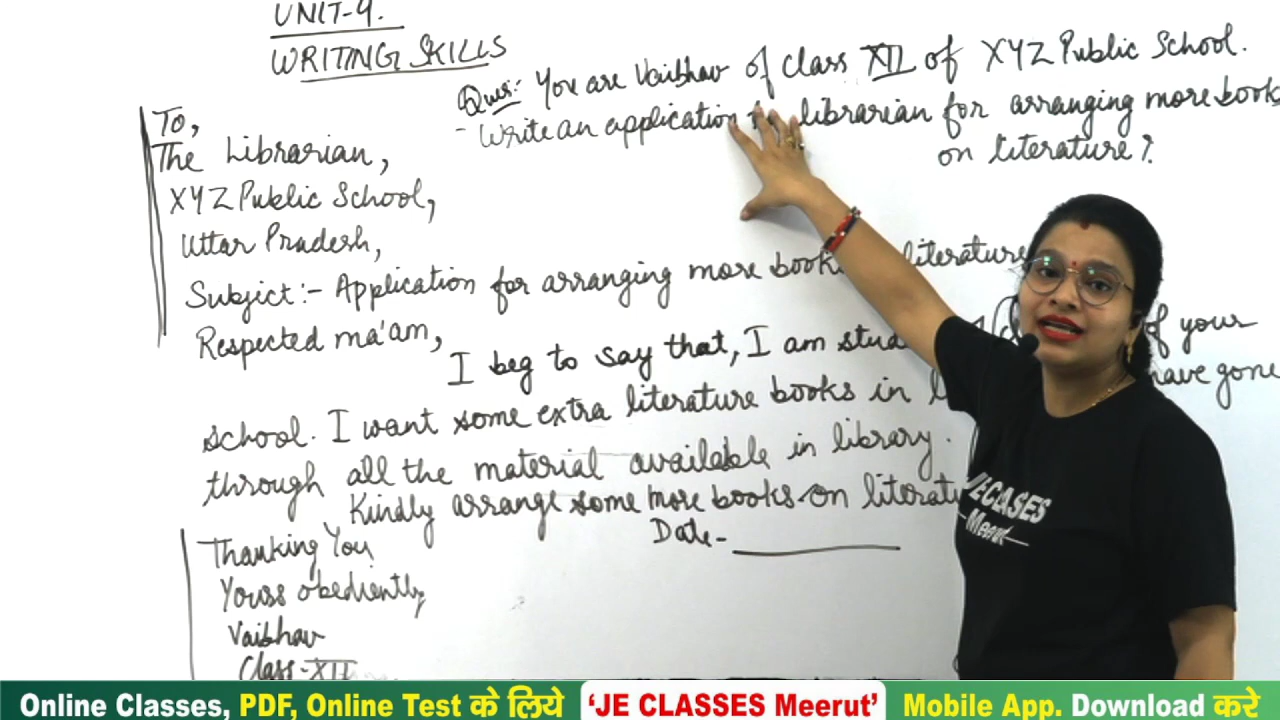 UNIT-4.
WRITING SKILLS
Ques:- You are Vaibhav of class XII of XYZ Public School.
- Write an application librarian for arranging more book
on literature?
To,
The Librarian,
XYZ Public School,
Uttar Pradesh,
Subject:- Application for arranging more book literature
Respected ma'am,
I beg to say that, I am of your
school. I want some extra literature books in have gone
through all the material available in library.
Kindly arrange some more books on
Date-
Thanking You
Yours obediently
Vaibhav
Class-XII
JE CLASSES
Meerut
Online Classes, PDF, Online Test के लिये 'JE CLASSES Meerut' Mobile App. Download करे